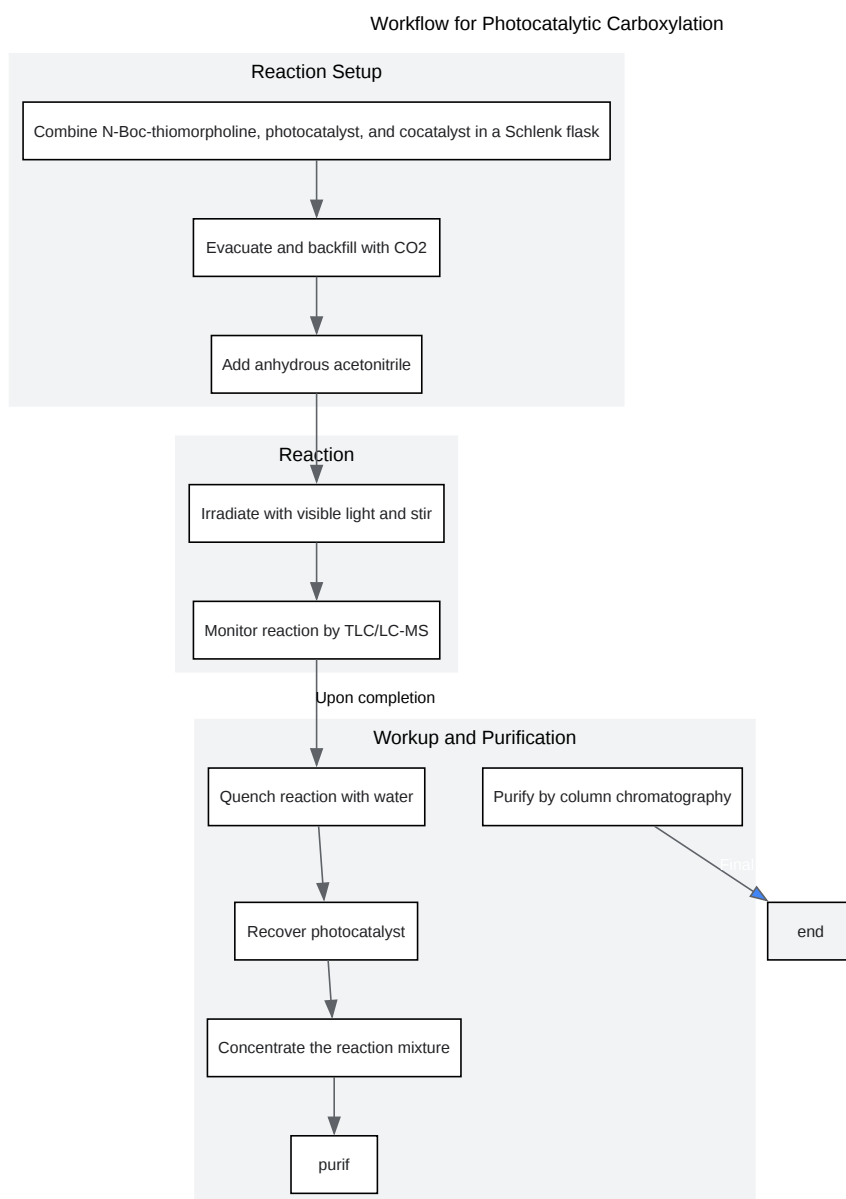 Workflow for Photocatalytic Carboxylation
Reaction Setup
Combine N-Boc-thiomorpholine, photocatalyst, and cocatalyst in a Schlenk flask
Evacuate and backfill with CO2
Add anhydrous acetonitrile
Reaction
Irradiate with visible light and stir
Monitor reaction by TLC/LC-MS
Upon completion
Workup and Purification
Quench reaction with water
Purify by column chromatography
Final
Recover photocatalyst
end
Concentrate the reaction mixture
purif